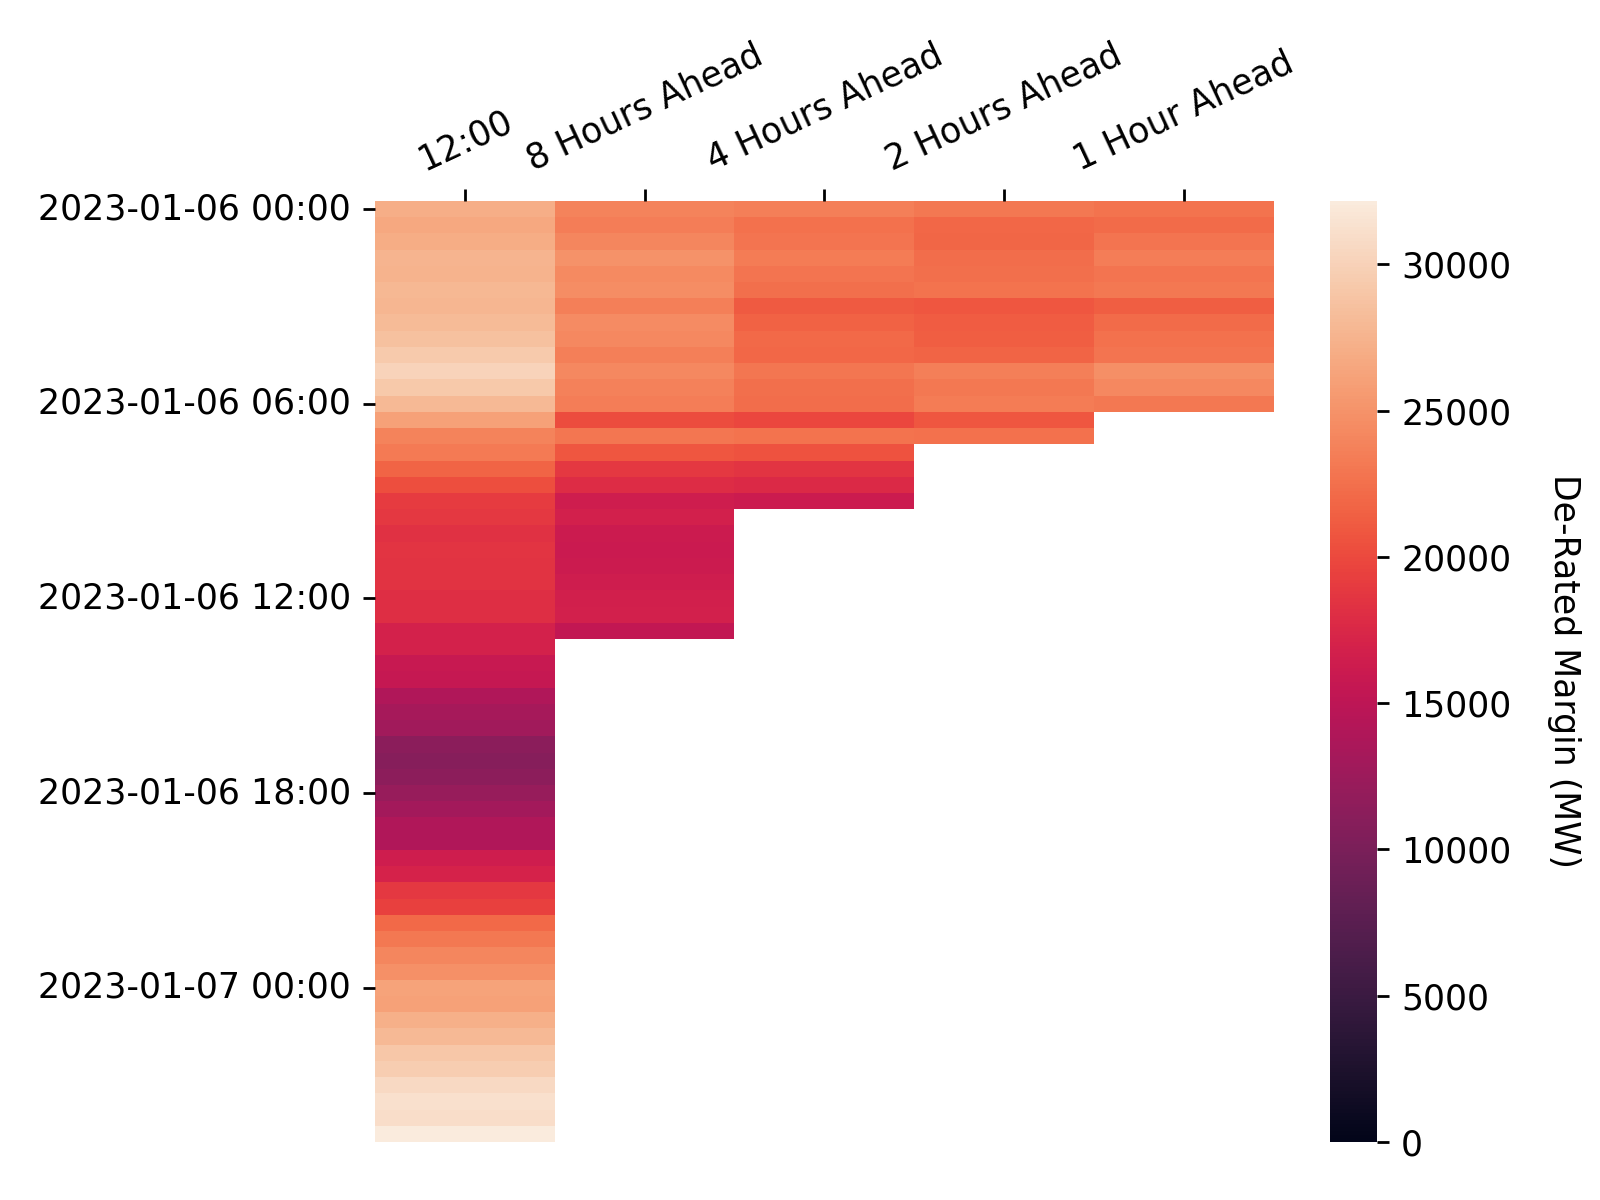 12:00
8 Hours Ahead
4 Hours Ahead
2 Hours Ahead
1 Hour Ahead
2023-01-06 00:00
2023-01-06 06:00
2023-01-06 12:00
2023-01-06 18:00
2023-01-07 00:00
30000
25000
20000
15000
10000
5000
0
De-Rated Margin (MW)